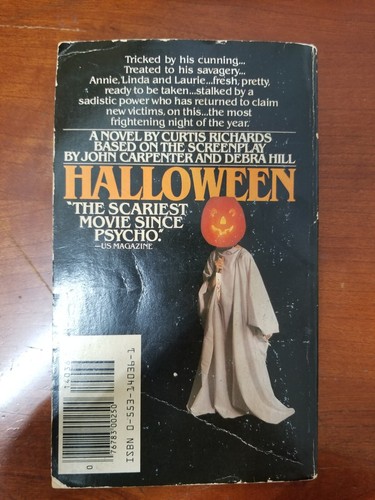 Tricked by his cunning...
Treated to his savagery...
Annie, Linda and Laurie...fresh, pretty,
ready to be taken...stalked by a
sadistic power who has returned to claim
new victims, on this...the most
frightening night of the year.
A NOVEL BY CURTIS RICHARDS
BASED ON THE SCREENPLAY
BY JOHN CARPENTER AND DEBRA HILL
HALLOWEEN
"THE SCARIEST
MOVIE SINCE
PSYCHO."
—US MAGAZINE
0
76783 00250
ISBN 0-553-14036-1